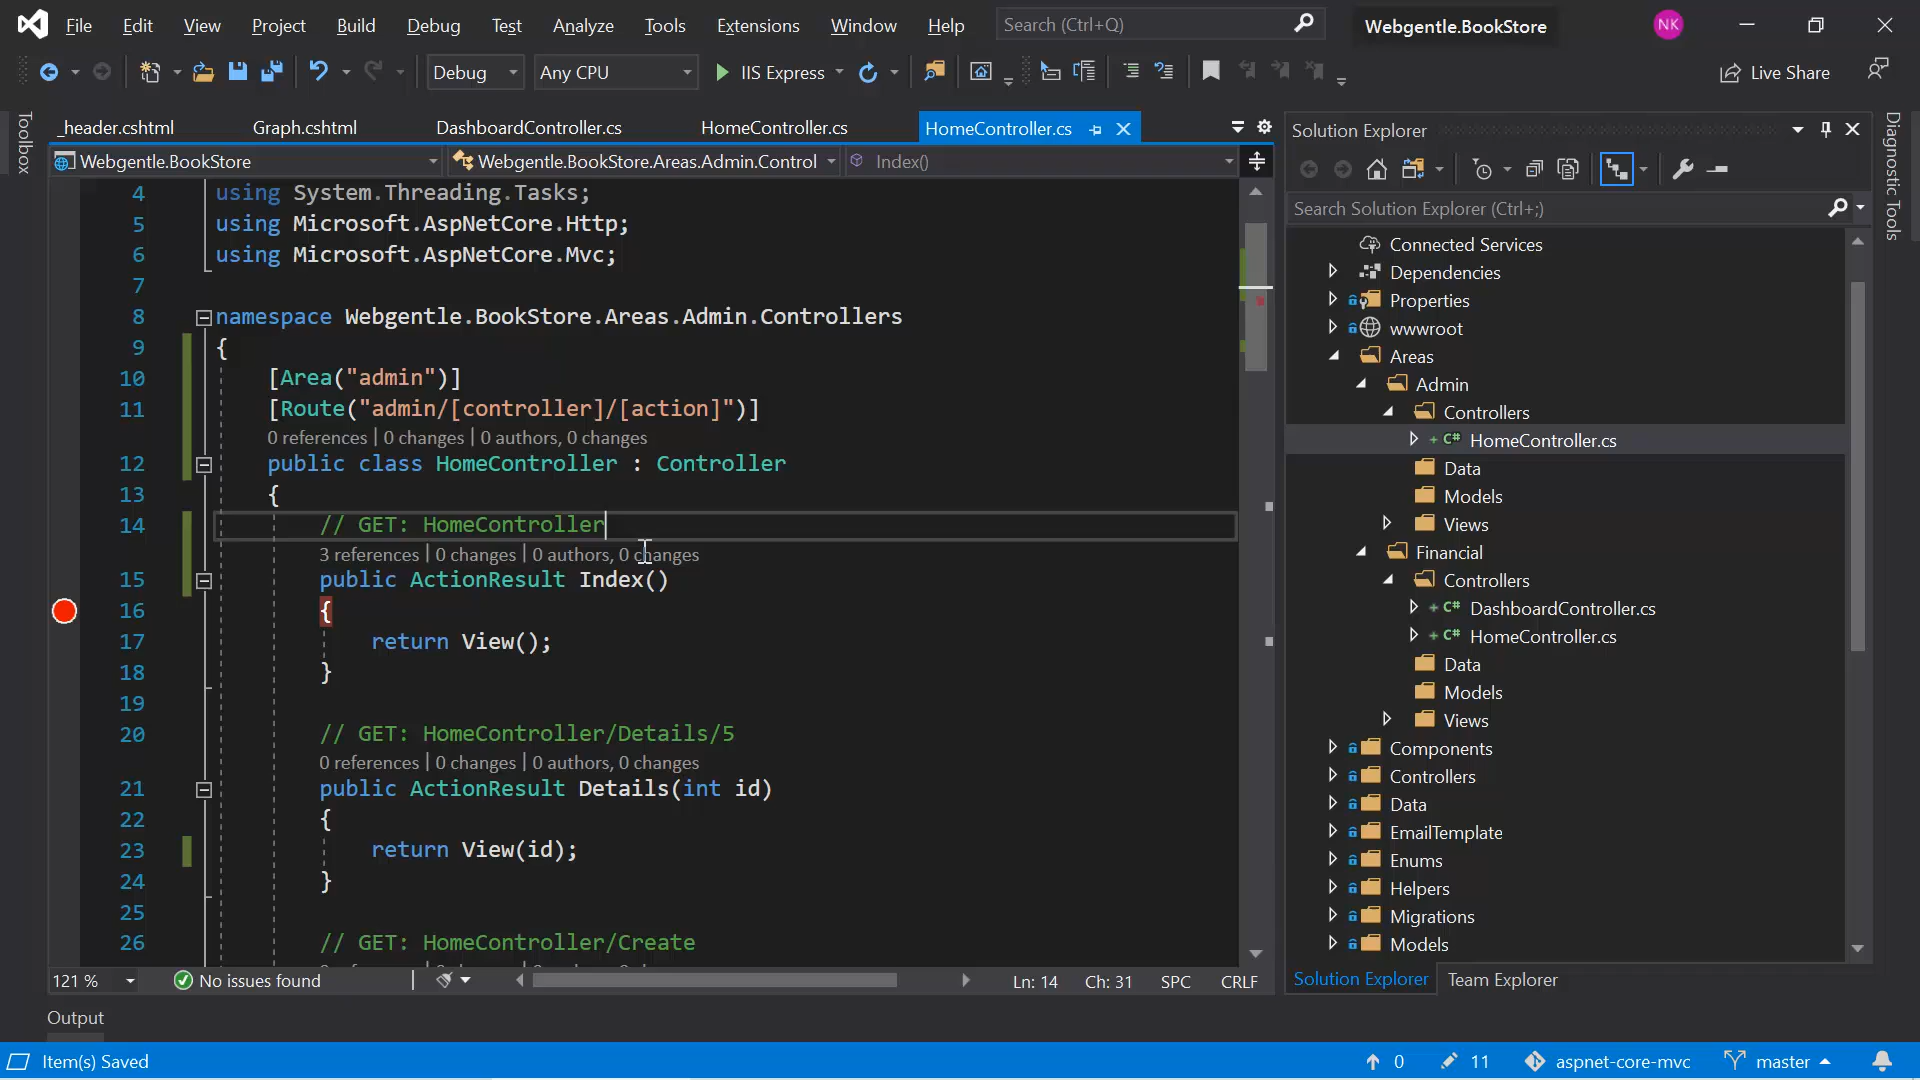 File Edit View Project Build Debug Test Analyze Tools Extensions Window Help Search (Ctrl+Q) Webgentle.BookStore NK
Debug Any CPU IIS Express Live Share
Toolbox
_header.cshtml Graph.cshtml DashboardController.cs HomeController.cs HomeController.cs
Webgentle.BookStore Webgentle.BookStore.Areas.Admin.Control Index()
4 using System.Threading.Tasks;
5 using Microsoft.AspNetCore.Http;
6 using Microsoft.AspNetCore.Mvc;
7
8 namespace Webgentle.BookStore.Areas.Admin.Controllers
9 {
10 [Area("admin")]
11 [Route("admin/[controller]/[action]")]
0 references | 0 changes | 0 authors, 0 changes
12 public class HomeController : Controller
13 {
14 // GET: HomeController
3 references | 0 changes | 0 authors, 0 changes
15 public ActionResult Index()
16 {
17 return View();
18 }
19
20 // GET: HomeController/Details/5
0 references | 0 changes | 0 authors, 0 changes
21 public ActionResult Details(int id)
22 {
23 return View(id);
24 }
25
26 // GET: HomeController/Create
121 % No issues found Ln: 14 Ch: 31 SPC CRLF
Output
Solution Explorer
Search Solution Explorer (Ctrl+;)
Connected Services
Dependencies
Properties
wwwroot
Areas
Admin
Controllers
C# HomeController.cs
Data
Models
Views
Financial
Controllers
C# DashboardController.cs
C# HomeController.cs
Data
Models
Views
Components
Controllers
Data
EmailTemplate
Enums
Helpers
Migrations
Models
Solution Explorer Team Explorer
Diagnostic Tools
Item(s) Saved 0 11 aspnet-core-mvc master